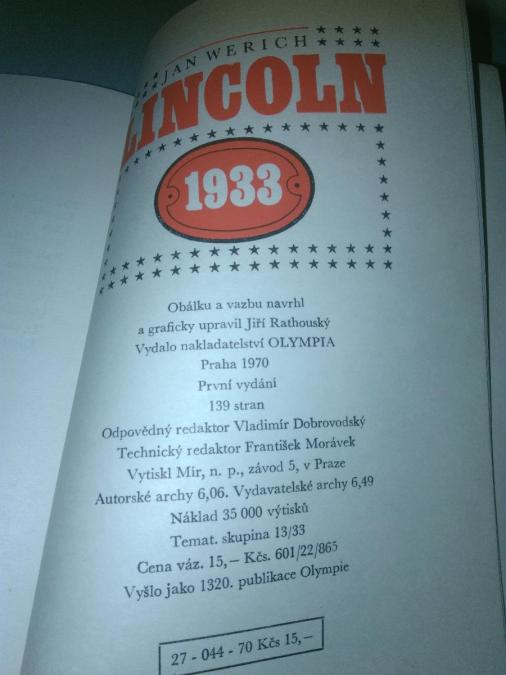 JAN WERICH
LINCOLN
1933
Obálku a vazbu navrhl
a graficky upravil Jiří Rathouský
Vydalo nakladatelství OLYMPIA
Praha 1970
První vydání
139 stran
Odpovědný redaktor Vladimír Dobrovodský
Technický redaktor František Morávek
Vytiskl Mír, n. p., závod 5, v Praze
Autorské archy 6,06. Vydavatelské archy 6,49
Náklad 35 000 výtisků
Temat. skupina 13/33
Cena váz. 15,– Kčs. 601/22/865
Vyšlo jako 1320. publikace Olympie
27 - 044 - 70 Kčs 15,–